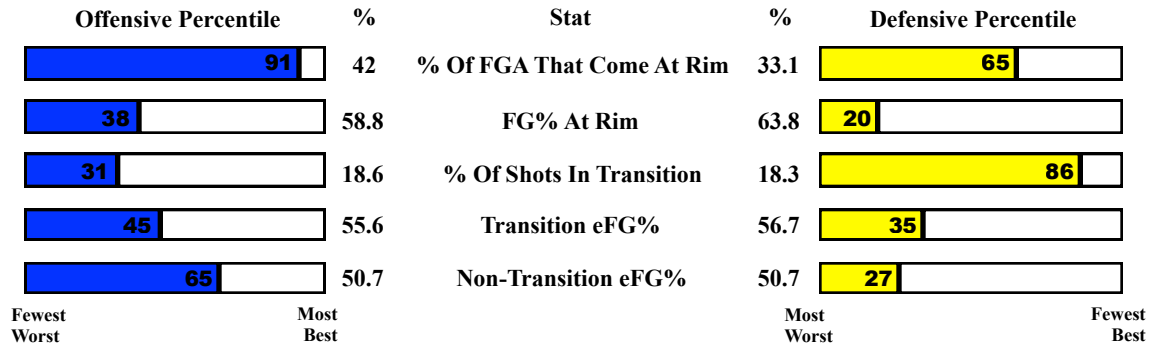 Offensive Percentile % Stat % Defensive Percentile
91 42 % Of FGA That Come At Rim 33.1 65
38 58.8 FG% At Rim 63.8 20
31 18.6 % Of Shots In Transition 18.3 86
45 55.6 Transition eFG% 56.7 35
65 50.7 Non-Transition eFG% 50.7 27
Fewest Most Most Fewest
Worst Best Worst Best